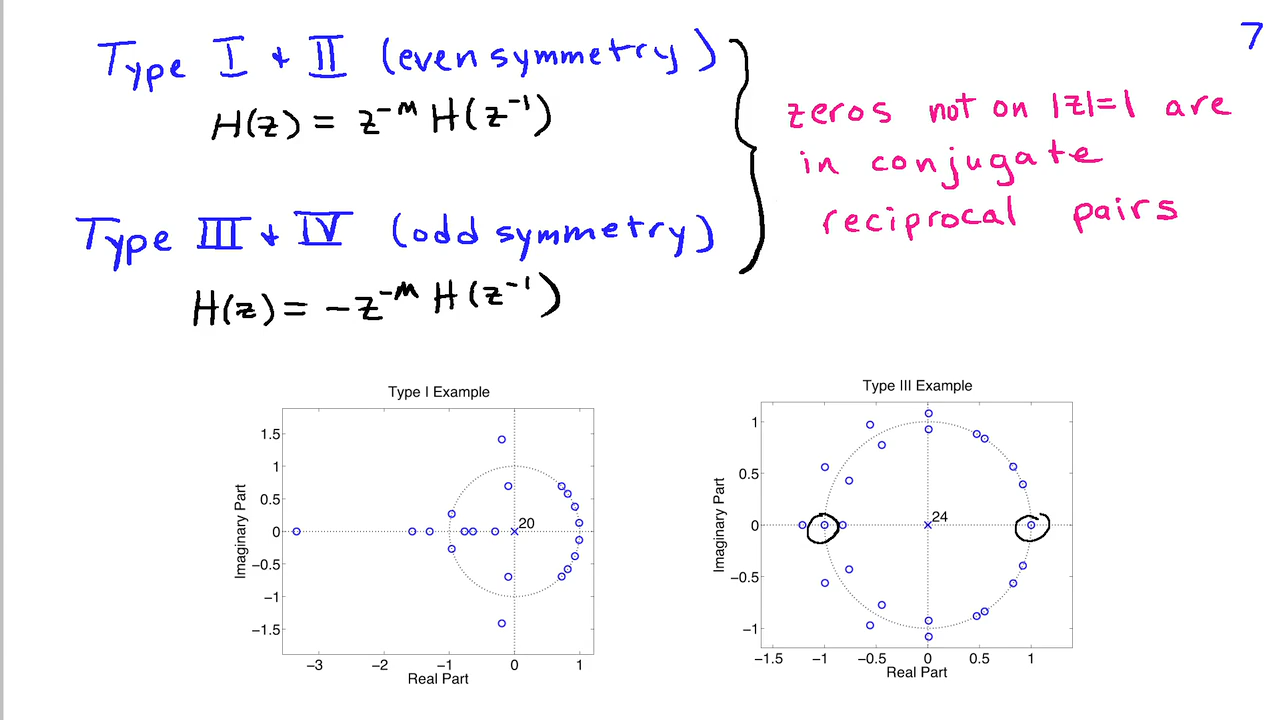 7
Type I + II (even symmetry)
H(z) = z^-M H(z^-1)
zeros not on |z|=1 are
in conjugate
reciprocal pairs
Type III + IV (odd symmetry)
H(z) = -z^-M H(z^-1)
Type I Example
1.5
1
0.5
0
−0.5
−1
−1.5
Imaginary Part
20
−3 −2 −1 0 1
Real Part
Type III Example
1
0.5
0
−0.5
−1
Imaginary Part
24
−1.5 −1 −0.5 0 0.5 1
Real Part